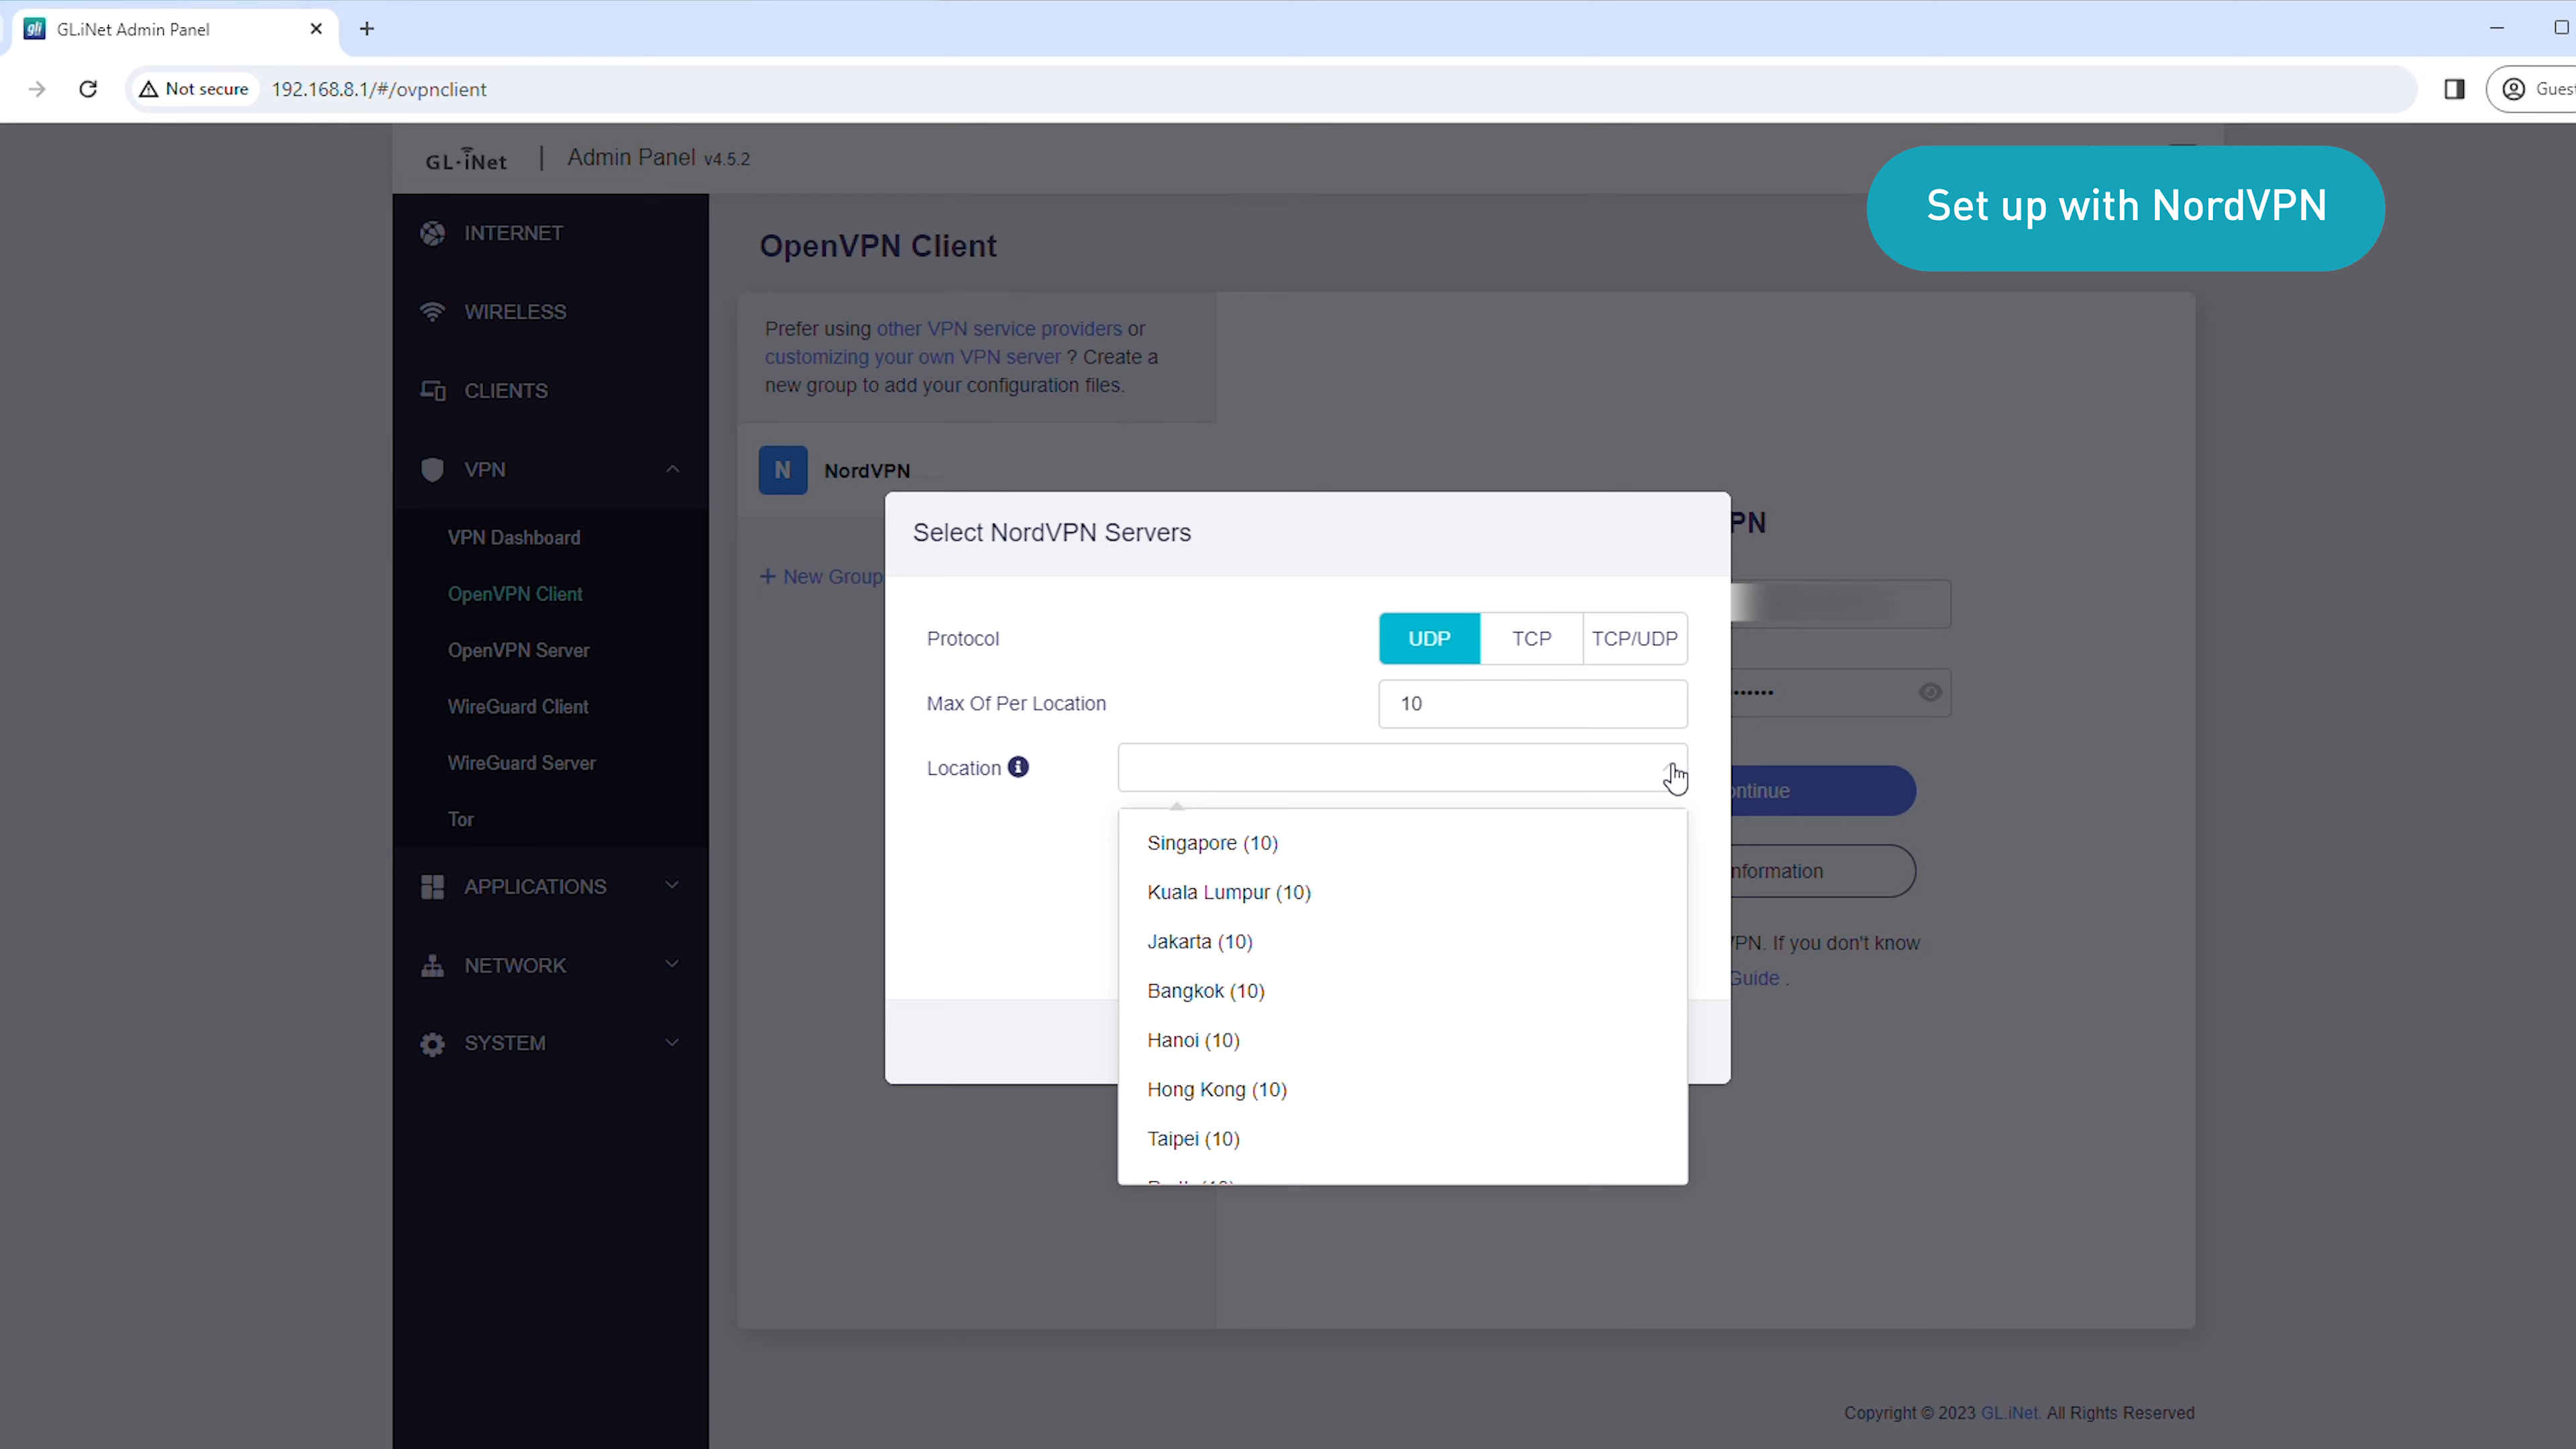 GL.iNet Admin Panel
Not secure
192.168.8.1/#/ovpnclient
GL·iNet
Admin Panel v4.5.2
Set up with NordVPN
INTERNET
WIRELESS
CLIENTS
VPN
VPN Dashboard
OpenVPN Client
OpenVPN Server
WireGuard Client
WireGuard Server
Tor
APPLICATIONS
NETWORK
SYSTEM
OpenVPN Client
Prefer using other VPN service providers or
customizing your own VPN server ? Create a
new group to add your configuration files.
N NordVPN
+ New Group
Select NordVPN Servers
Protocol UDP TCP TCP/UDP
Max Of Per Location 10
Location
Singapore (10)
Kuala Lumpur (10)
Jakarta (10)
Bangkok (10)
Hanoi (10)
Hong Kong (10)
Taipei (10)
PN
ontinue
nformation
PN. If you don't know
Guide .
Copyright © 2023 GL.iNet. All Rights Reserved